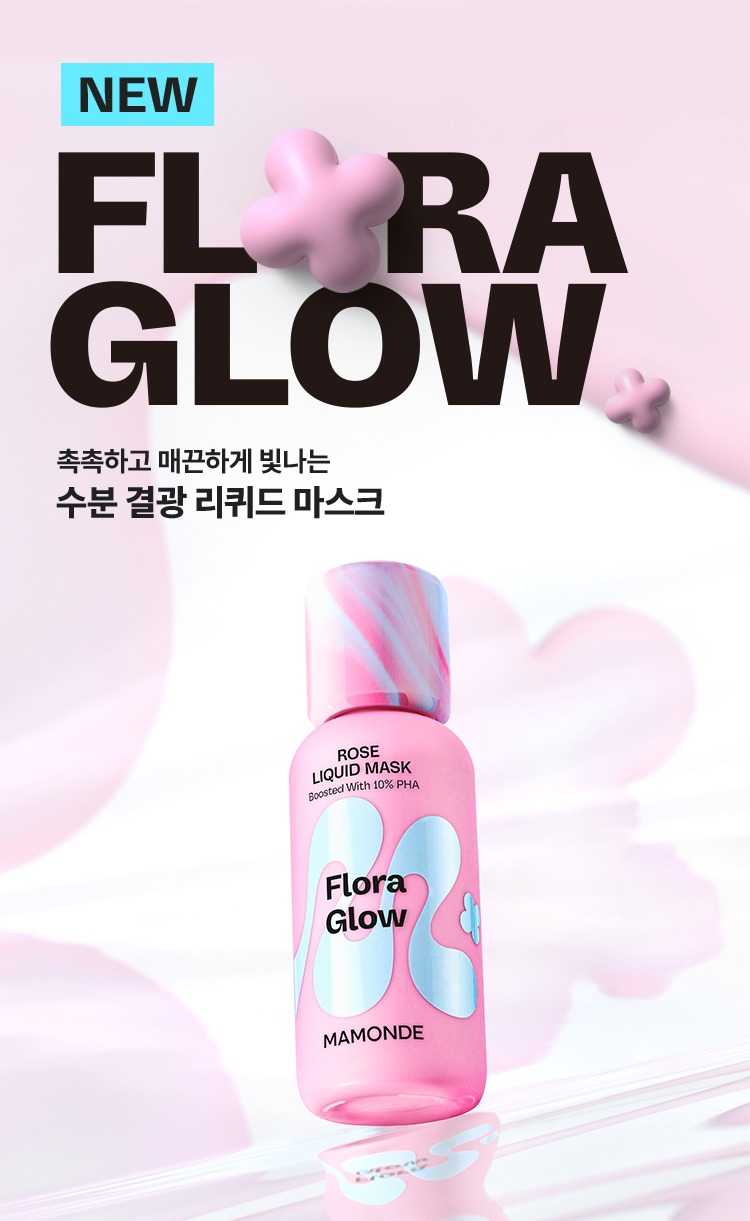 NEW
FLORA
GLOW
촉촉하고 매끈하게 빛나는
수분 결광 리퀴드 마스크
ROSE
LIQUID MASK
Boosted With 10% PHA
Flora
Glow
MAMONDE